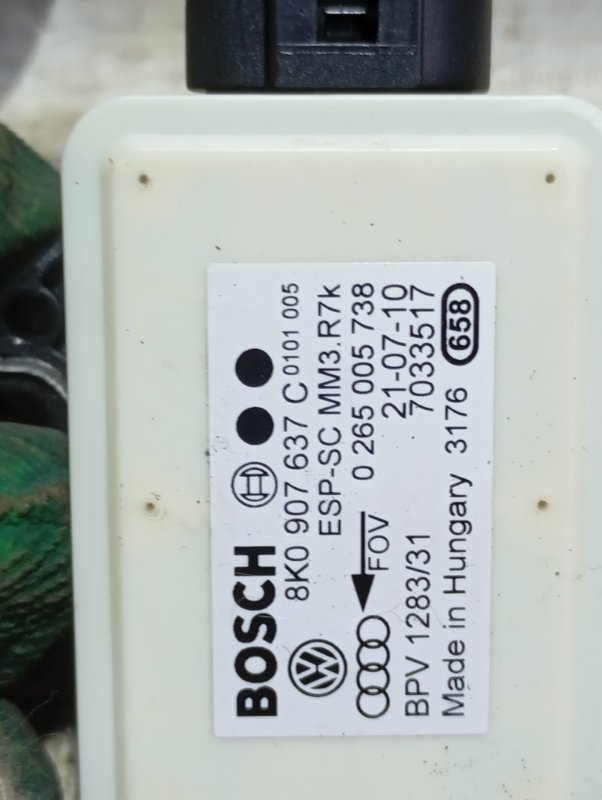 BOSCH
8K0 907 637 C 0101 005
ESP-SC MM3.R7k
FOV 0 265 005 738
21-07-10
BPV 1283/31 7033517
Made in Hungary 3176 658